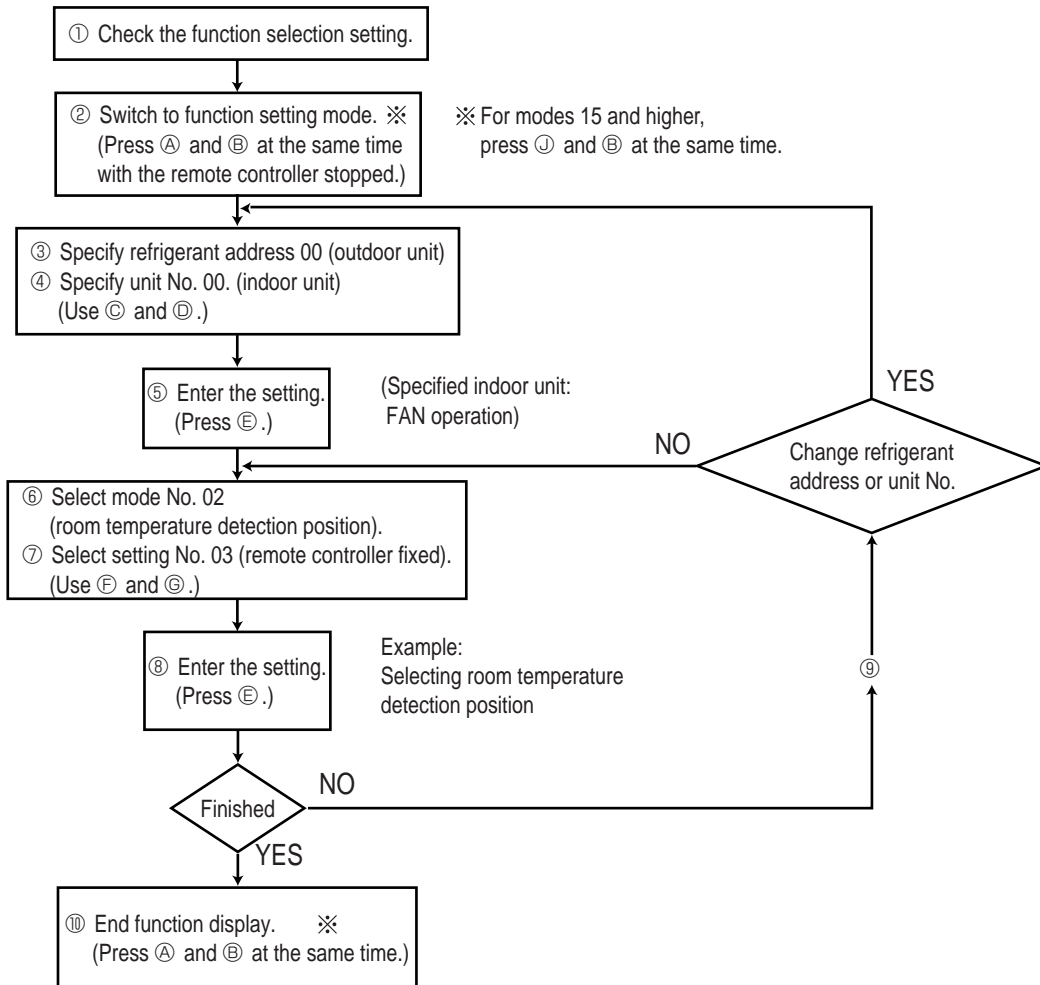 ① Check the function selection setting.
② Switch to function setting mode. ※
(Press Ⓐ and Ⓑ at the same time
with the remote controller stopped.)
※ For modes 15 and higher,
press Ⓙ and Ⓑ at the same time.
③ Specify refrigerant address 00 (outdoor unit)
④ Specify unit No. 00. (indoor unit)
(Use Ⓒ and Ⓓ.)
⑤ Enter the setting.
(Press Ⓔ.)
(Specified indoor unit:
FAN operation)
YES
NO
Change refrigerant
address or unit No.
⑥ Select mode No. 02
(room temperature detection position).
⑦ Select setting No. 03 (remote controller fixed).
(Use Ⓕ and Ⓖ.)
⑧ Enter the setting.
(Press Ⓔ.)
Example:
Selecting room temperature
detection position
⑨
Finished
NO
YES
⑩ End function display. ※
(Press Ⓐ and Ⓑ at the same time.)